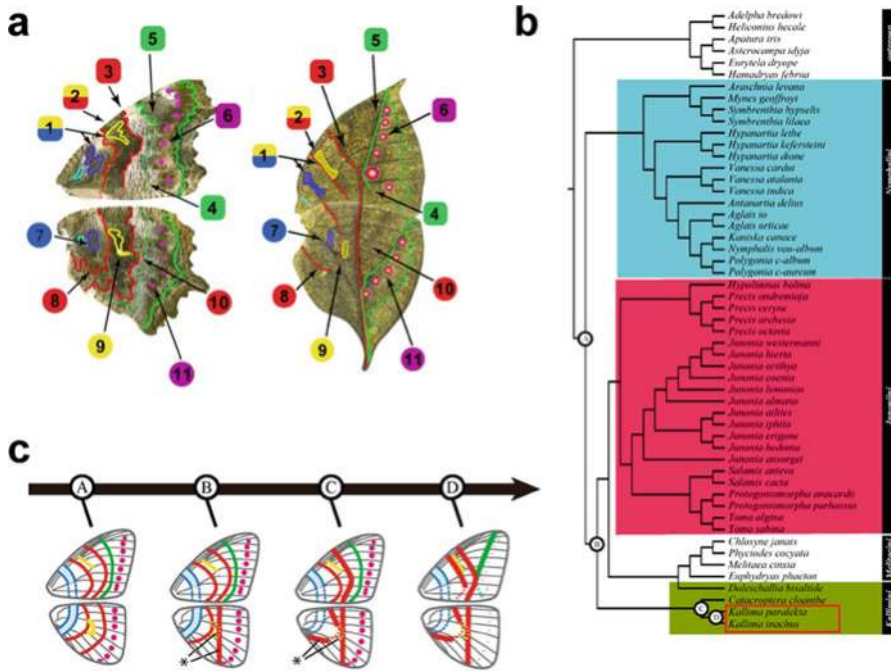 a
5
3
2
1
6
4
7
8
9
10
11
5
3
2
1
6
4
7
8
9
10
11
b
Adelpha bredowi
Heliconius hecale
Apatura iris
Asterocampa idyja
Eurytela dryope
Hamadryas februa
Araschnia levana
Mynes geoffroyi
Symbrenthia hypselis
Symbrenthia lilaea
Hypanartia lethe
Hypanartia kefersteini
Hypanartia dione
Vanessa cardui
Vanessa atalanta
Vanessa indica
Antanartia delius
Aglais io
Aglais urticae
Kaniska canace
Nymphalis vau-album
Polygonia c-album
Polygonia c-aureum
Hypolimnas bolina
Precis andremiaja
Precis ceryne
Precis archesia
Precis octavia
Junonia westermanni
Junonia hierta
Junonia orithya
Junonia coenia
Junonia lemonias
Junonia almana
Junonia atlites
Junonia iphita
Junonia erigone
Junonia hedonia
Junonia ansorgei
Salamis anteva
Salamis cacta
Protogoniomorpha anacardii
Protogoniomorpha parhassus
Yoma algina
Yoma sabina
Chlosyne janais
Phyciodes cocyata
Melitaea cinxia
Euphydryas phaeton
Doleschallia bisaltide
Catacroptera cloanthe
Kallima paralekta
Kallima inachus
A
B
C
D
c
A
B
C
D
*
*